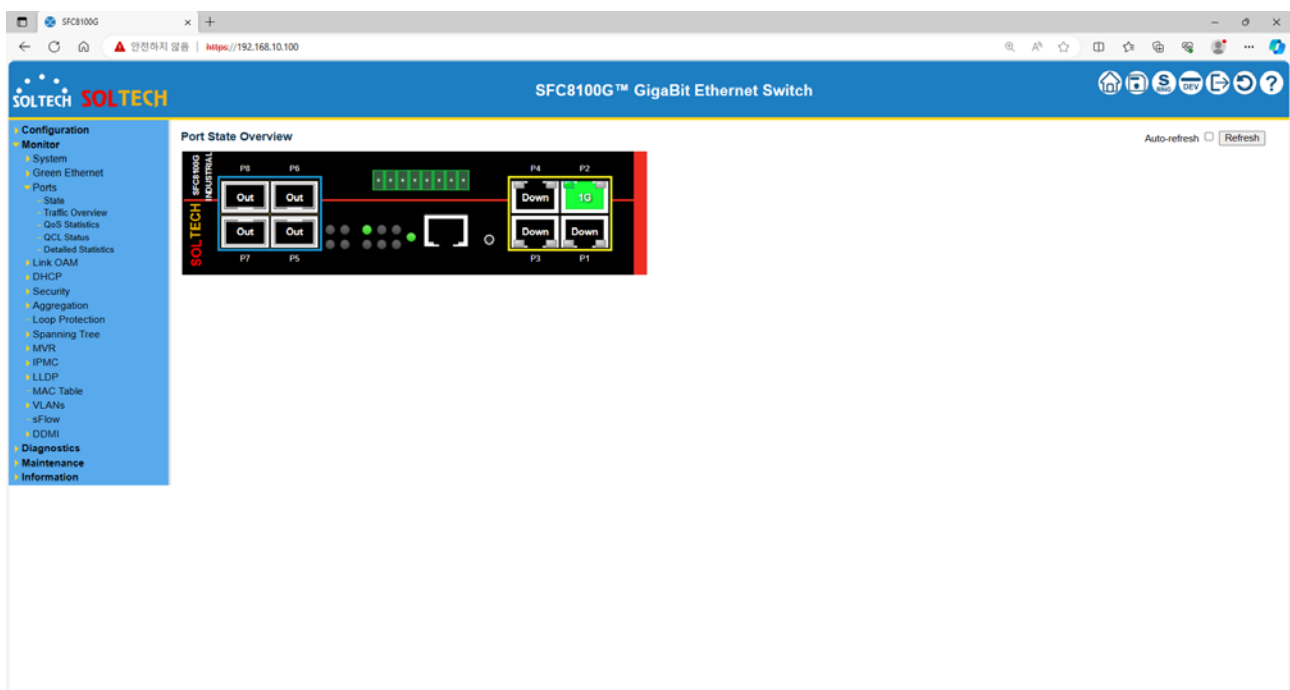 SFC8100G
안전하지 않음 | https://192.168.10.100
SOLTECH SOLTECH
SFC8100G™ GigaBit Ethernet Switch
S RING
DEV
?
Configuration
Monitor
System
Green Ethernet
Ports
State
Traffic Overview
QoS Statistics
QCL Status
Detailed Statistics
Link OAM
DHCP
Security
Aggregation
Loop Protection
Spanning Tree
MVR
IPMC
LLDP
MAC Table
VLANs
sFlow
DDMI
Diagnostics
Maintenance
Information
Port State Overview
Auto-refresh Refresh
SFC8100G
INDUSTRIAL
SOLTECH
P8 P6 P4 P2
Out Out Down 1G
Out Out Down Down
P7 P5 P3 P1